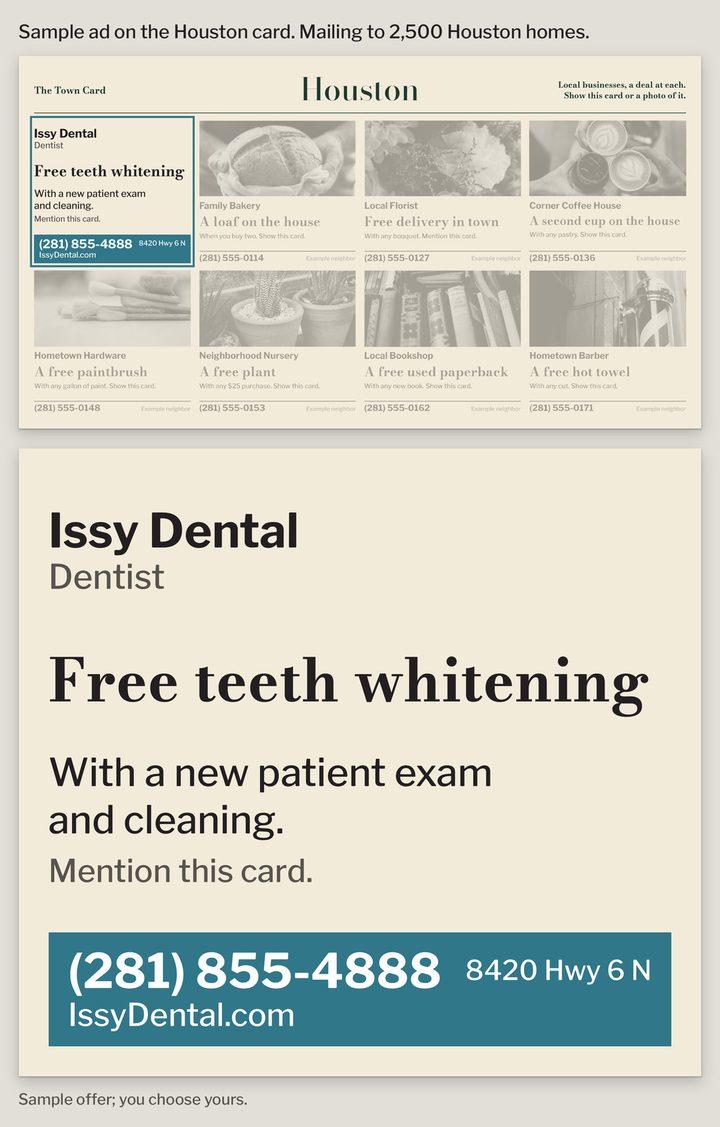 Sample ad on the Houston card. Mailing to 2,500 Houston homes.
The Town Card
Houston
Local businesses, a deal at each.
Show this card or a photo of it.
Issy Dental
Dentist
Free teeth whitening
With a new patient exam
and cleaning.
Mention this card.
(281) 855-4888 8420 Hwy 6 N
IssyDental.com
Family Bakery
A loaf on the house
When you buy two. Show this card.
(281) 555-0114 Example neighbor
Local Florist
Free delivery in town
With any bouquet. Mention this card.
(281) 555-0127 Example neighbor
Corner Coffee House
A second cup on the house
With any pastry. Show this card.
(281) 555-0136 Example neighbor
Hometown Hardware
A free paintbrush
With any gallon of paint. Show this card.
(281) 555-0148 Example neighbor
Neighborhood Nursery
A free plant
With any $25 purchase. Show this card.
(281) 555-0153 Example neighbor
Local Bookshop
A free used paperback
With any new book. Show this card.
(281) 555-0162 Example neighbor
Hometown Barber
A free hot towel
With any cut. Show this card.
(281) 555-0171 Example neighbor
Issy Dental
Dentist
Free teeth whitening
With a new patient exam
and cleaning.
Mention this card.
(281) 855-4888 8420 Hwy 6 N
IssyDental.com
Sample offer; you choose yours.